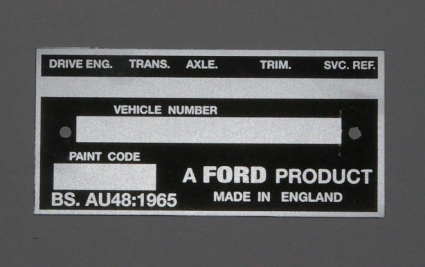 DRIVE ENG. TRANS. AXLE. TRIM. SVC. REF.
VEHICLE NUMBER
PAINT CODE
A FORD PRODUCT
BS. AU48:1965 MADE IN ENGLAND